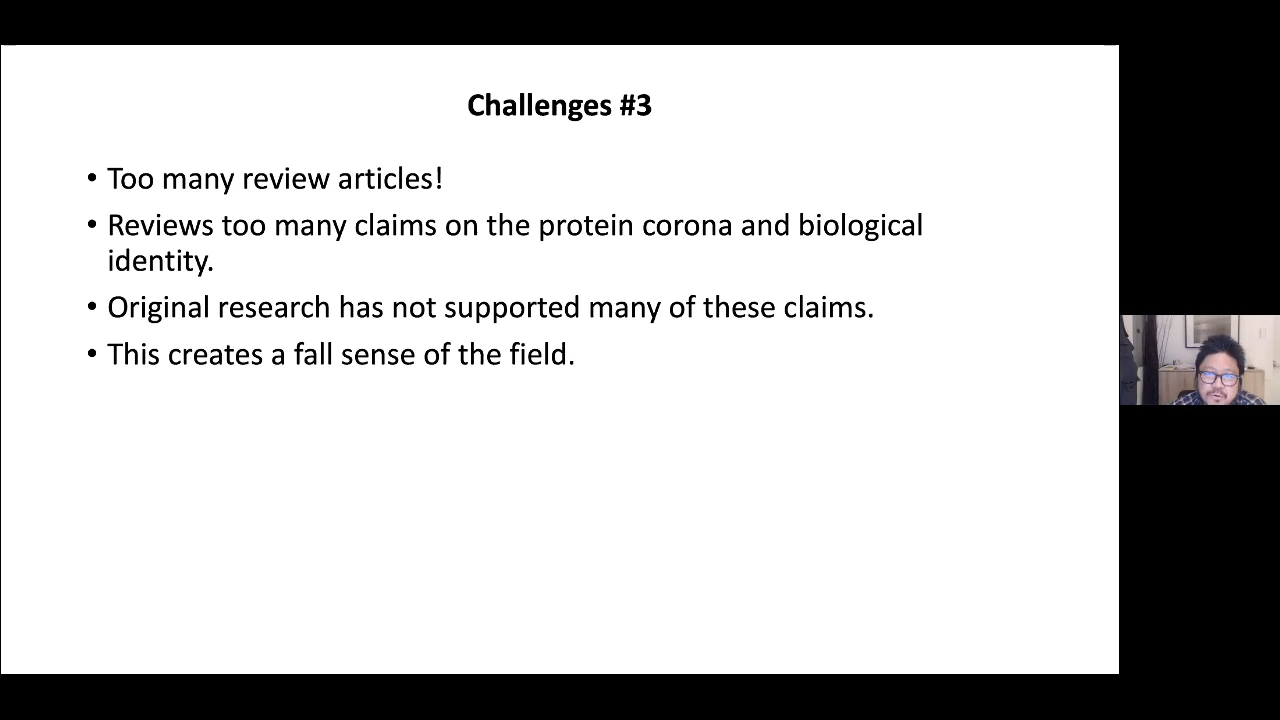 Challenges #3
• Too many review articles!
• Reviews too many claims on the protein corona and biological
identity.
• Original research has not supported many of these claims.
• This creates a fall sense of the field.